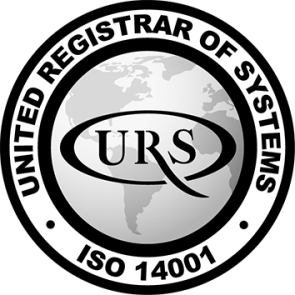 UNITED REGISTRAR OF SYSTEMS
URS
• ISO 14001 •